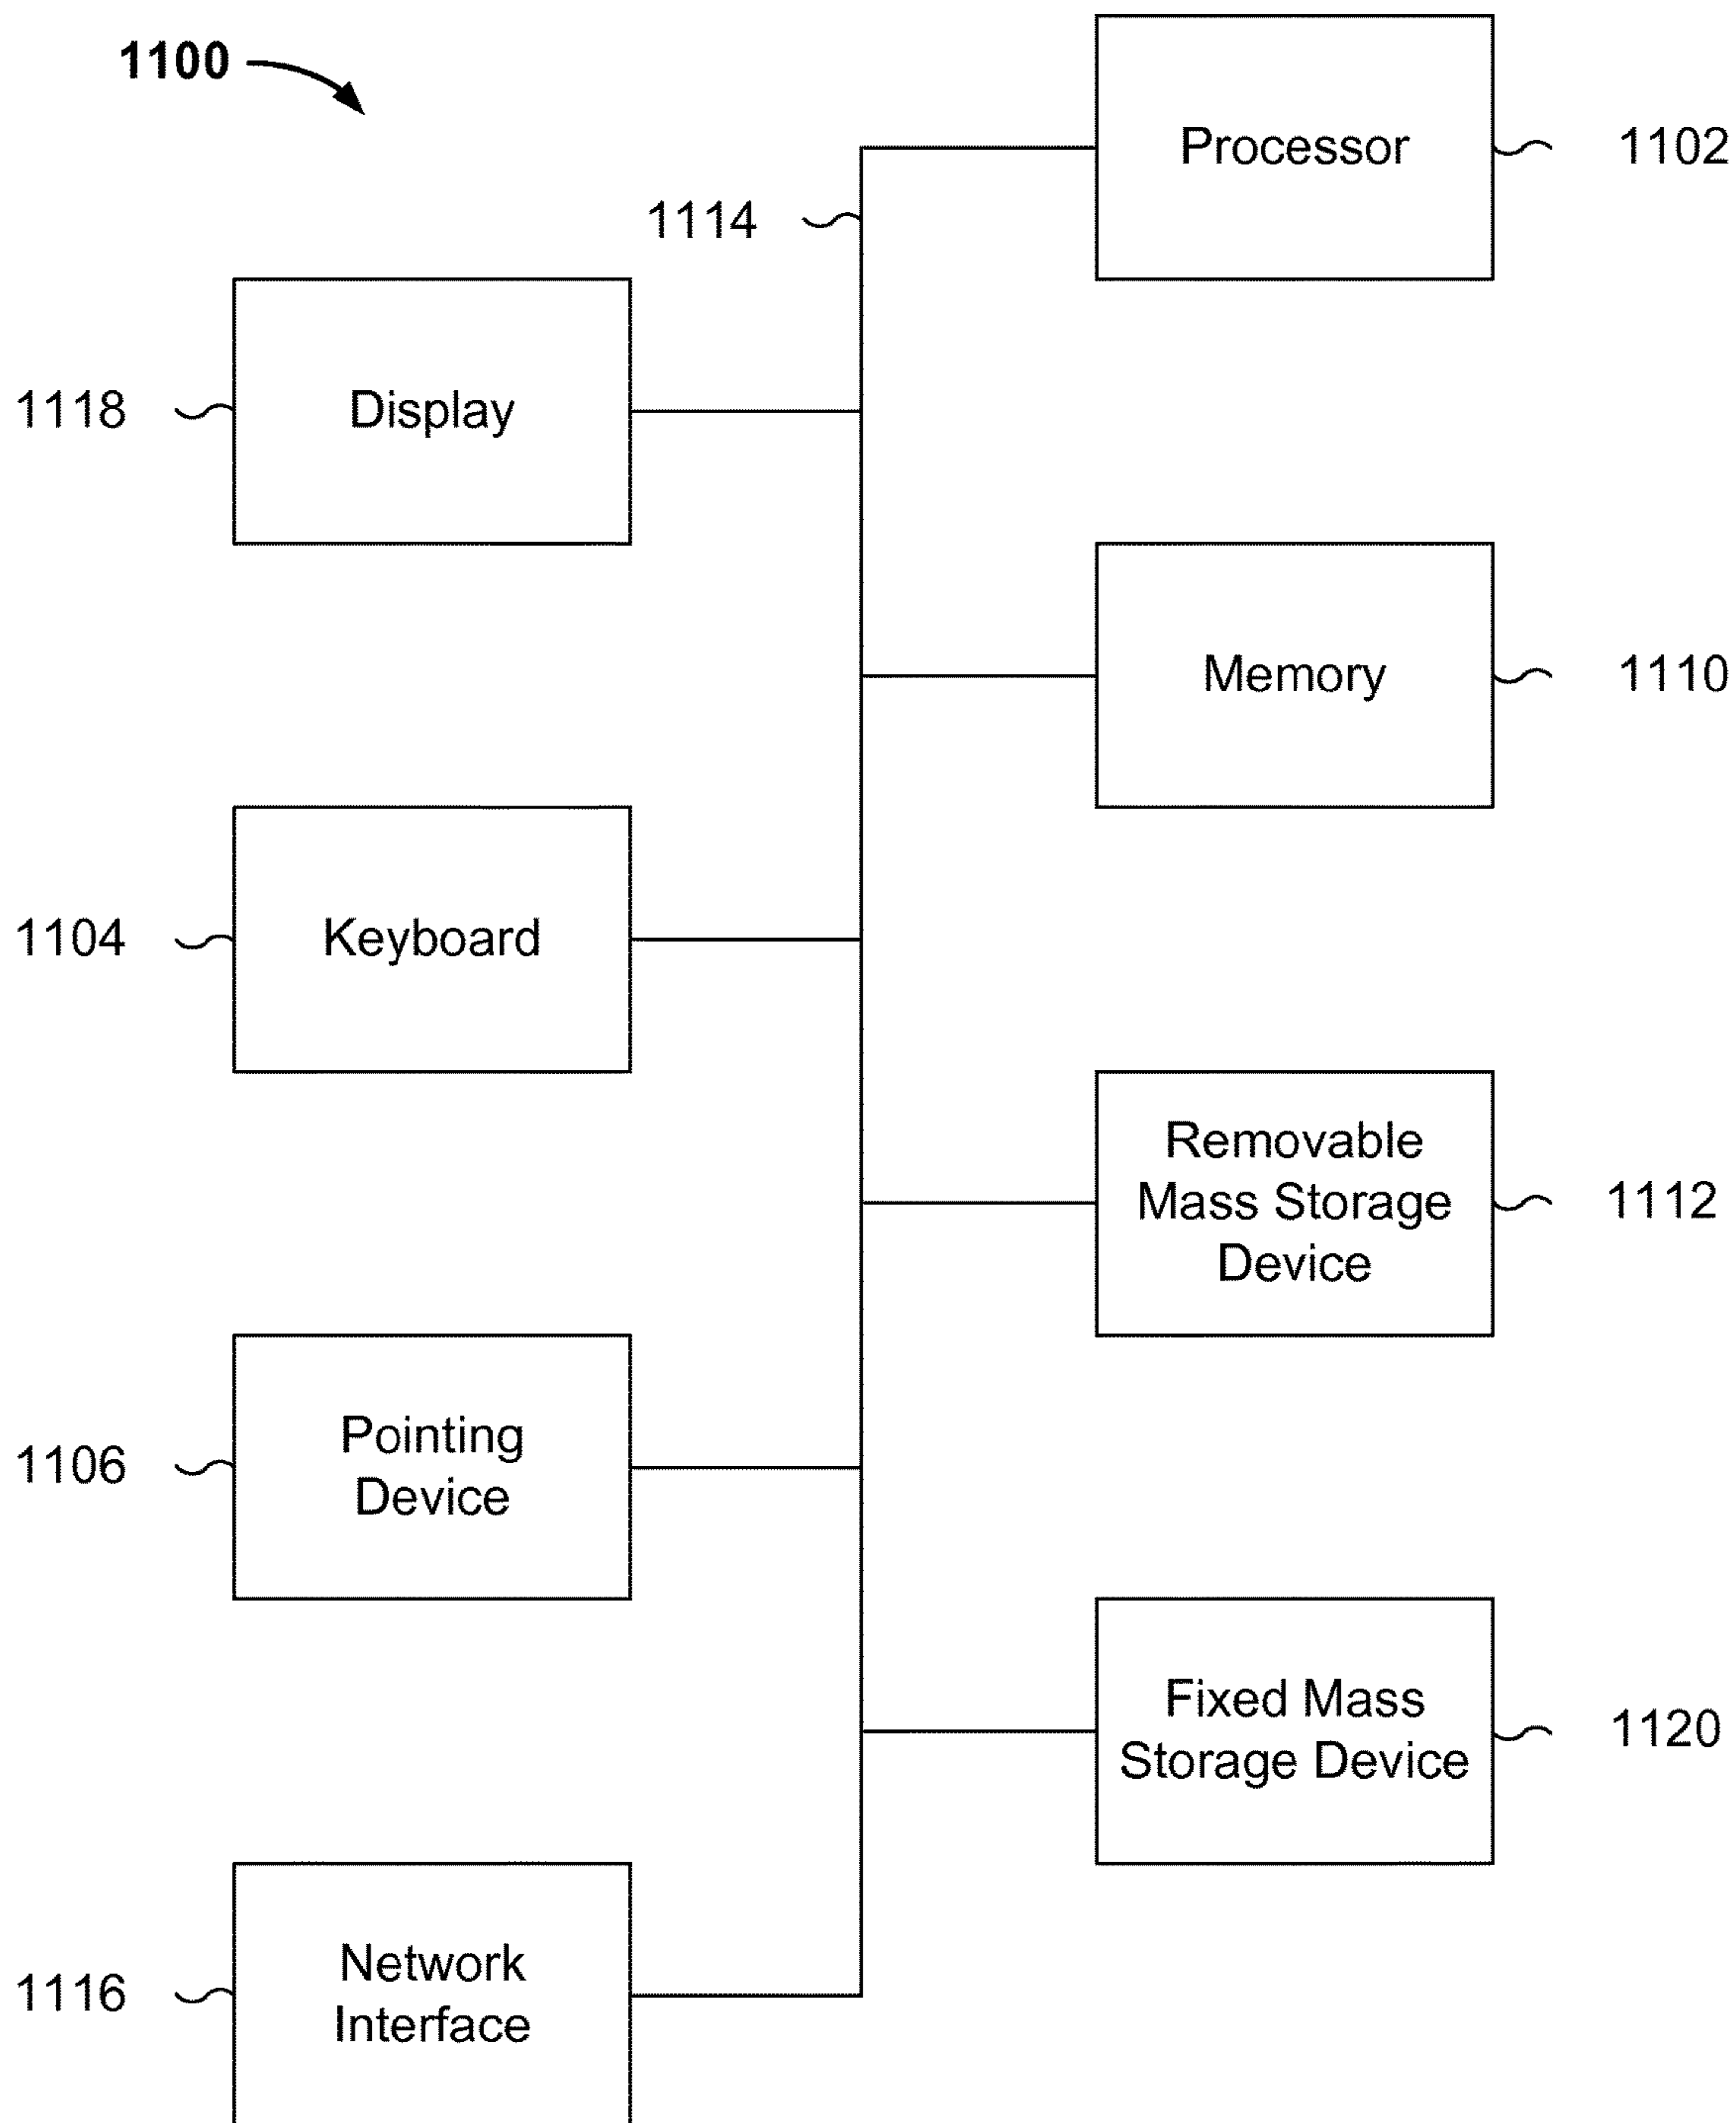 1100
Processor
1102
1114
Display
1118
Memory
1110
Keyboard
1104
Removable
Mass Storage
Device
1112
Pointing
Device
1106
Fixed Mass
Storage Device
1120
Network
Interface
1116